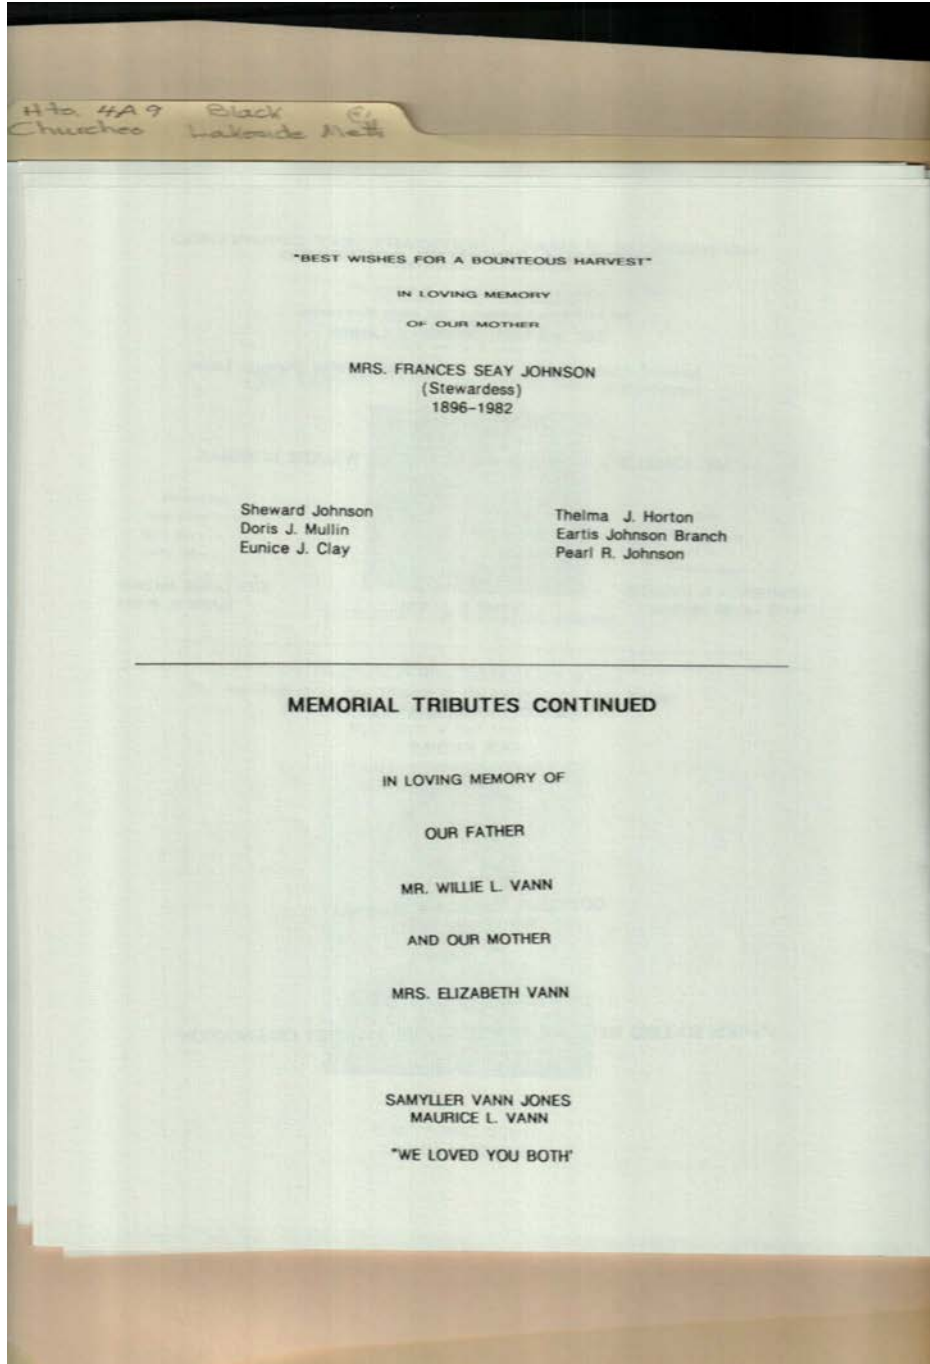 Hto. 4A9 Black
Churches Lakeside Meth
"BEST WISHES FOR A BOUNTEOUS HARVEST"
IN LOVING MEMORY
OF OUR MOTHER
MRS. FRANCES SEAY JOHNSON
(Stewardess)
1896-1982
Sheward Johnson
Doris J. Mullin
Eunice J. Clay
Thelma J. Horton
Eartis Johnson Branch
Pearl R. Johnson
MEMORIAL TRIBUTES CONTINUED
IN LOVING MEMORY OF
OUR FATHER
MR. WILLIE L. VANN
AND OUR MOTHER
MRS. ELIZABETH VANN
SAMYLLER VANN JONES
MAURICE L. VANN
"WE LOVED YOU BOTH'